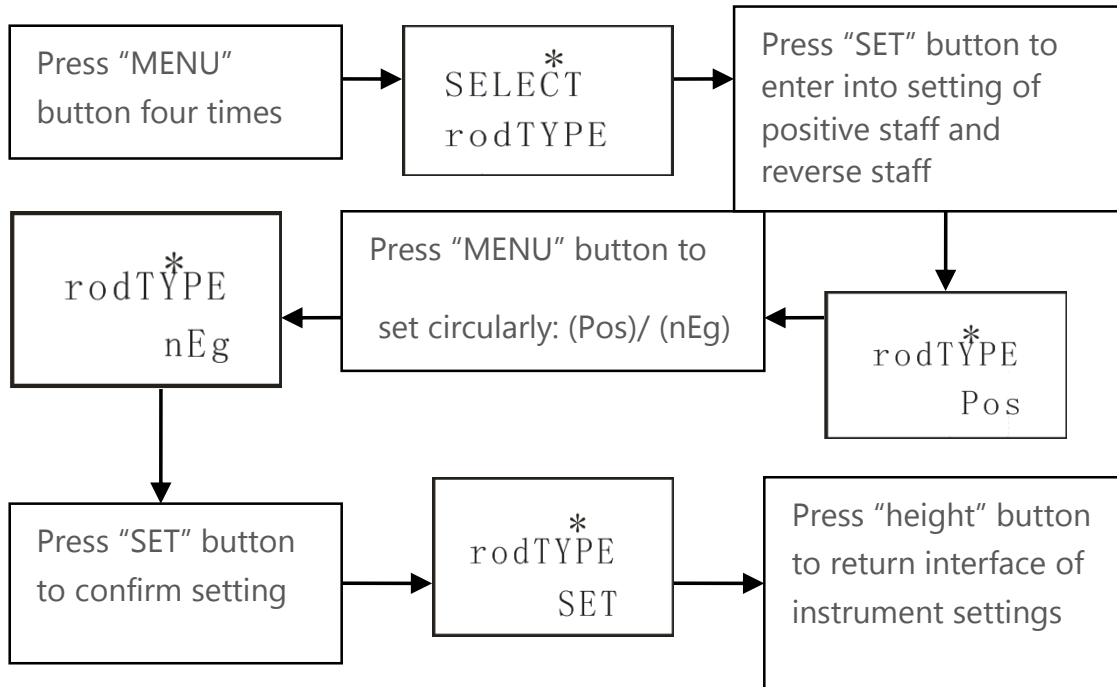 Press “MENU”
button four times
*
SELECT
rodTYPE
Press “SET” button to
enter into setting of
positive staff and
reverse staff
*
rodTYPE
Pos
Press “MENU” button to
set circularly: (Pos)/ (nEg)
*
rodTYPE
nEg
Press “SET” button
to confirm setting
*
rodTYPE
SET
Press “height” button
to return interface of
instrument settings